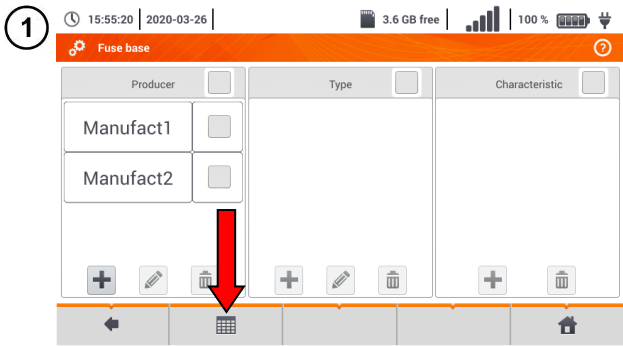 1
15:55:20 2020-03-26 3.6 GB free 100 %
Fuse base ?
Producer Type Characteristic
Manufact1
Manufact2